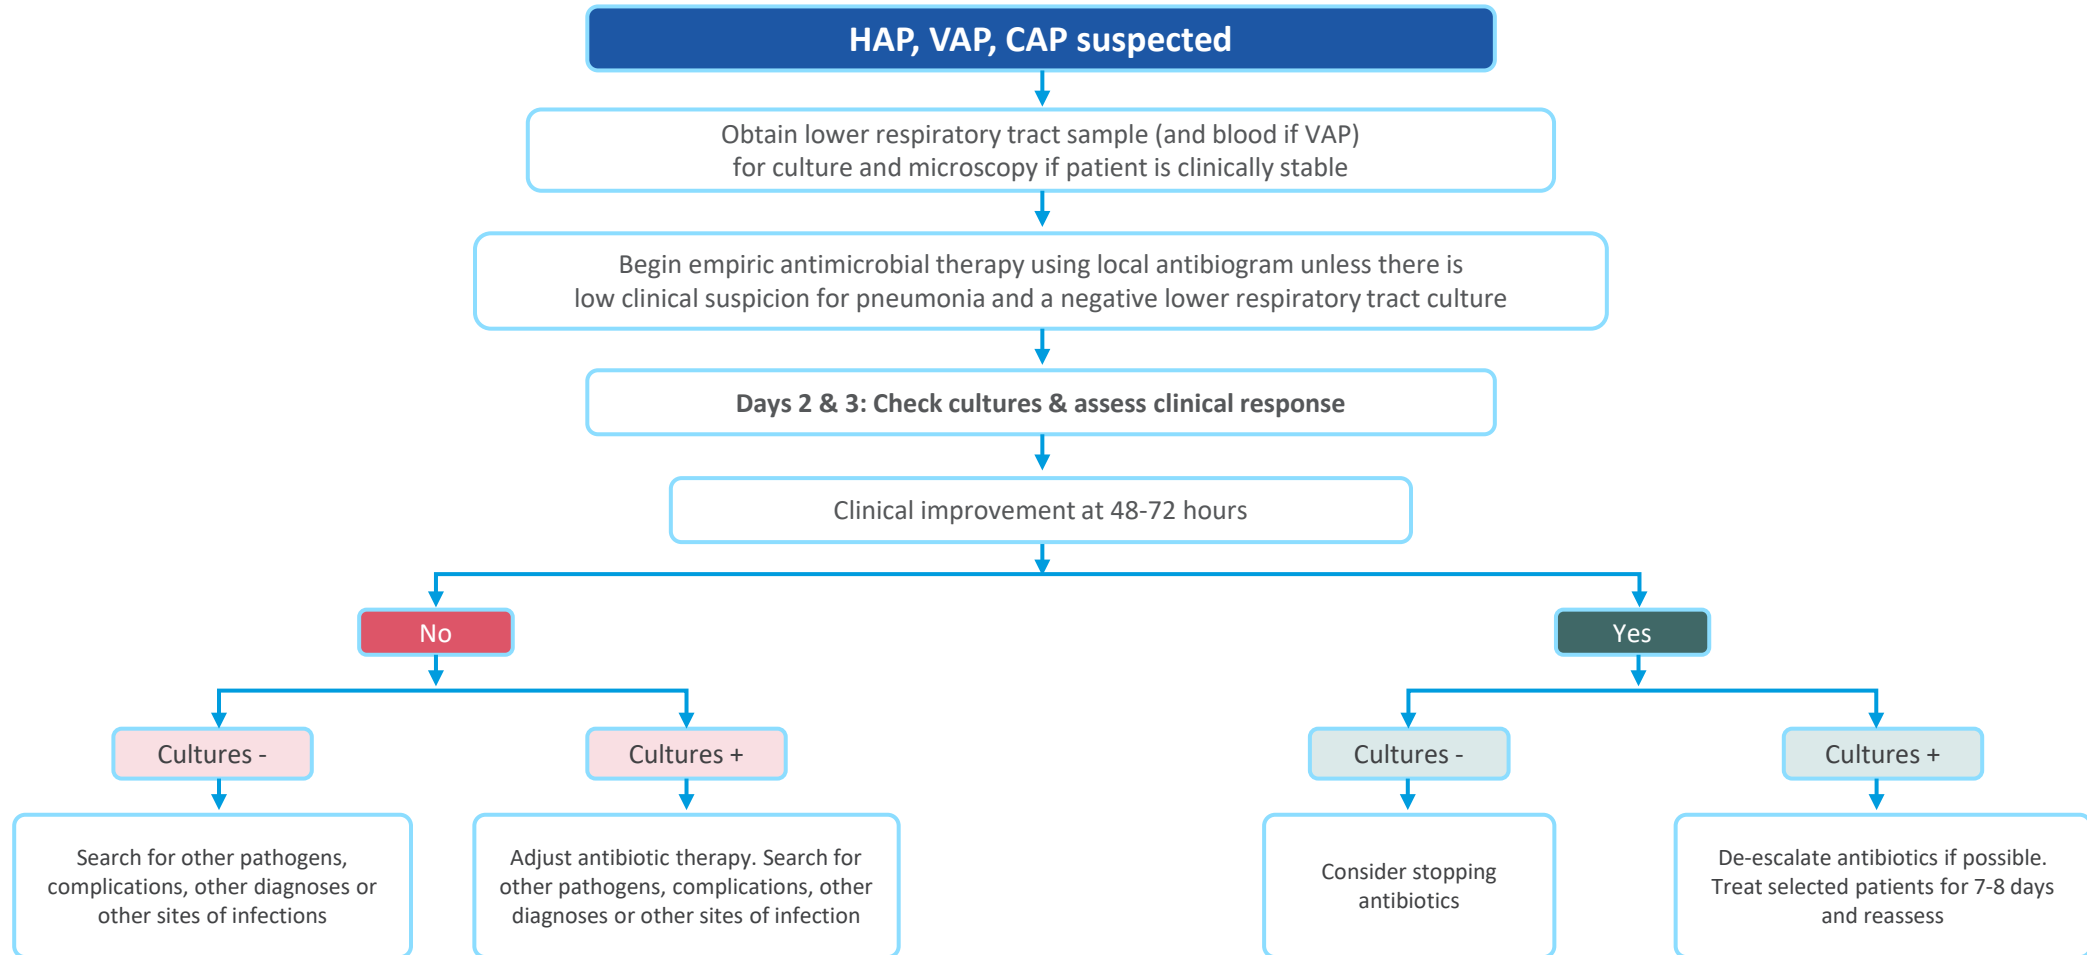 HAP, VAP, CAP suspected
Obtain lower respiratory tract sample (and blood if VAP)
for culture and microscopy if patient is clinically stable
Begin empiric antimicrobial therapy using local antibiogram unless there is
low clinical suspicion for pneumonia and a negative lower respiratory tract culture
Days 2 & 3: Check cultures & assess clinical response
Clinical improvement at 48-72 hours
No
Yes
Cultures -
Cultures +
Cultures -
Cultures +
Search for other pathogens,
complications, other diagnoses or
other sites of infections
Adjust antibiotic therapy. Search for
other pathogens, complications, other
diagnoses or other sites of infection
Consider stopping
antibiotics
De-escalate antibiotics if possible.
Treat selected patients for 7-8 days
and reassess